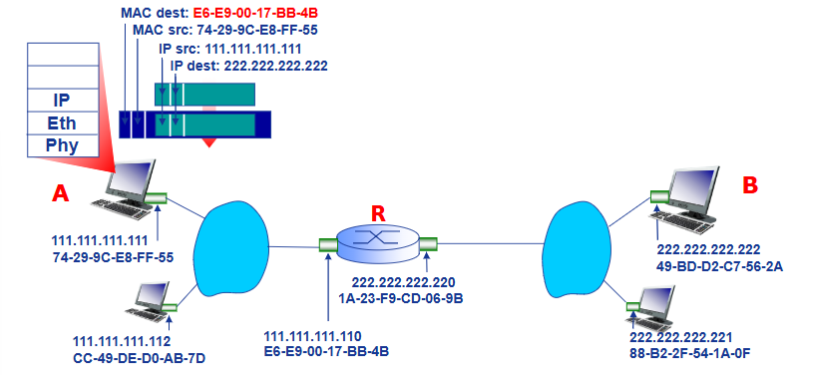 MAC dest: E6-E9-00-17-BB-4B
MAC src: 74-29-9C-E8-FF-55
IP src: 111.111.111.111
IP dest: 222.222.222.222
IP
Eth
Phy
A
R
B
111.111.111.111
74-29-9C-E8-FF-55
222.222.222.222
49-BD-D2-C7-56-2A
222.222.222.220
1A-23-F9-CD-06-9B
111.111.111.112
CC-49-DE-D0-AB-7D
111.111.111.110
E6-E9-00-17-BB-4B
222.222.222.221
88-B2-2F-54-1A-0F